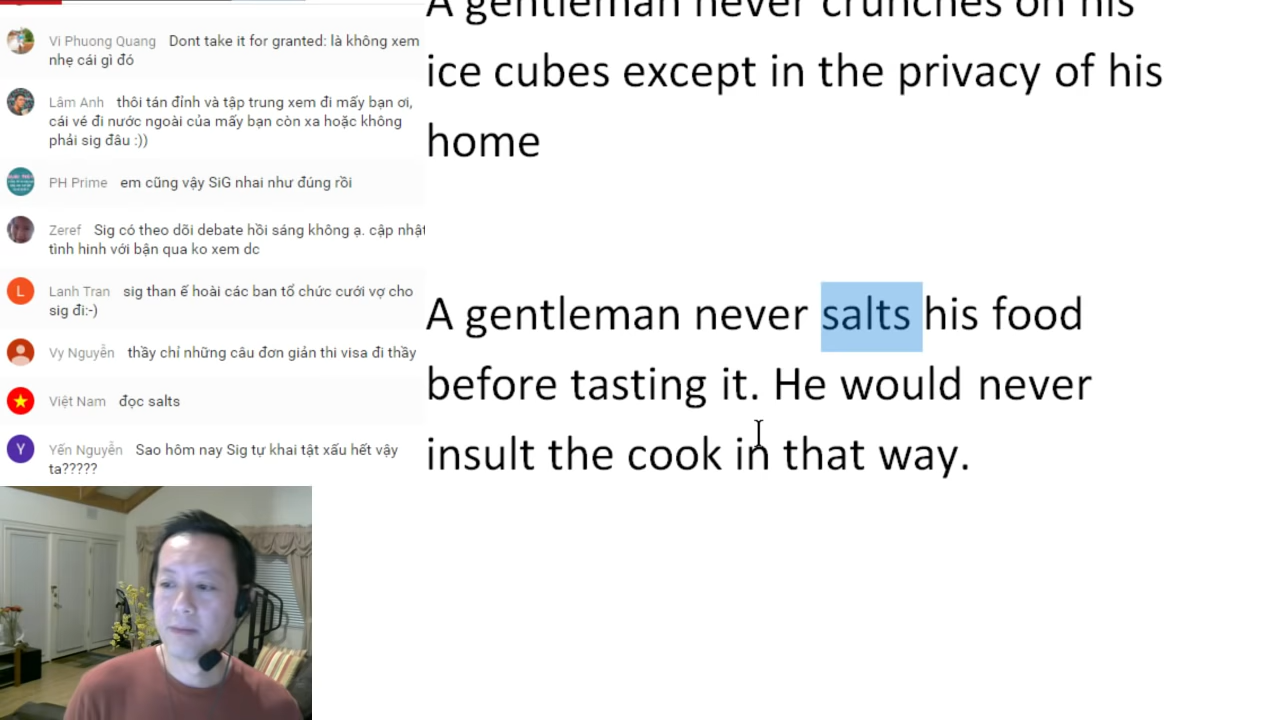 Vi Phuong Quang Dont take it for granted: là không xem
nhẹ cái gì đó
Lâm Anh thôi tán đỉnh và tập trung xem đi mấy bạn ơi,
cái vé đi nước ngoài của mấy bạn còn xa hoặc không
phải sig đâu :))
PH Prime em cũng vậy SiG nhai như đúng rồi
Zeref Sig có theo dõi debate hồi sáng không ạ. cập nhật
tình hinh với bận qua ko xem dc
L Lanh Tran sig than ế hoài các ban tổ chức cưới vợ cho
sig đi:-)
Vy Nguyễn thầy chỉ những câu đơn giản thi visa đi thầy
Việt Nam đọc salts
Y Yến Nguyễn Sao hôm nay Sig tự khai tật xấu hết vậy
ta?????
A gentleman never crunches on his
ice cubes except in the privacy of his
home
A gentleman never salts his food
before tasting it. He would never
insult the cook in that way.